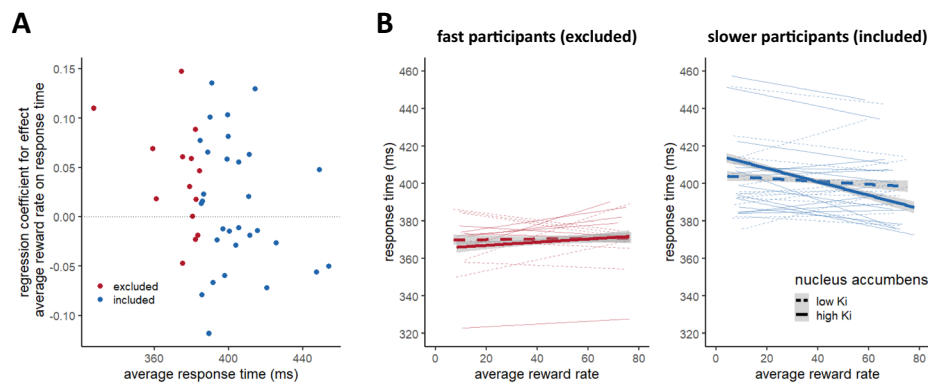 A
regression coefficient for effect
average reward rate on response time
0.15
0.10
0.05
0.00
-0.05
-0.10
excluded
included
360
400
440
average response time (ms)
B
fast participants (excluded)
response time (ms)
460
440
420
400
380
360
340
320
0
20
40
60
80
average reward rate
slower participants (included)
response time (ms)
460
440
420
400
380
360
340
320
nucleus accumbens
low Ki
high Ki
0
20
40
60
80
average reward rate